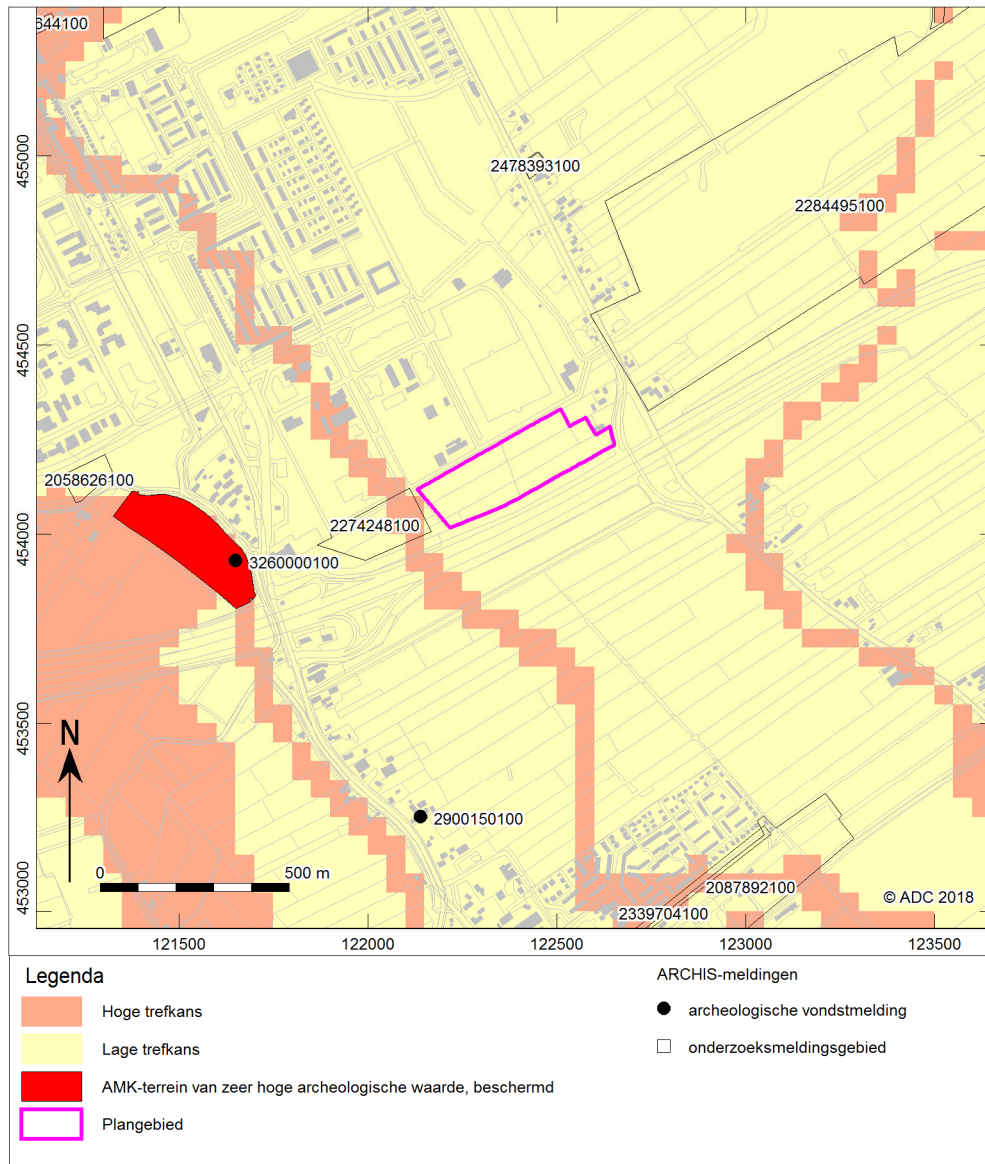 644100
455000
2478393100
2284495100
454500
2058626100
2274248100
454000
3260000100
453500
N
2900150100
0 500 m
453000
2087892100
2339704100
© ADC 2018
121500 122000 122500 123000 123500
Legenda
Hoge trefkans
Lage trefkans
AMK-terrein van zeer hoge archeologische waarde, beschermd
Plangebied
ARCHIS-meldingen
archeologische vondstmelding
onderzoeksmeldingsgebied